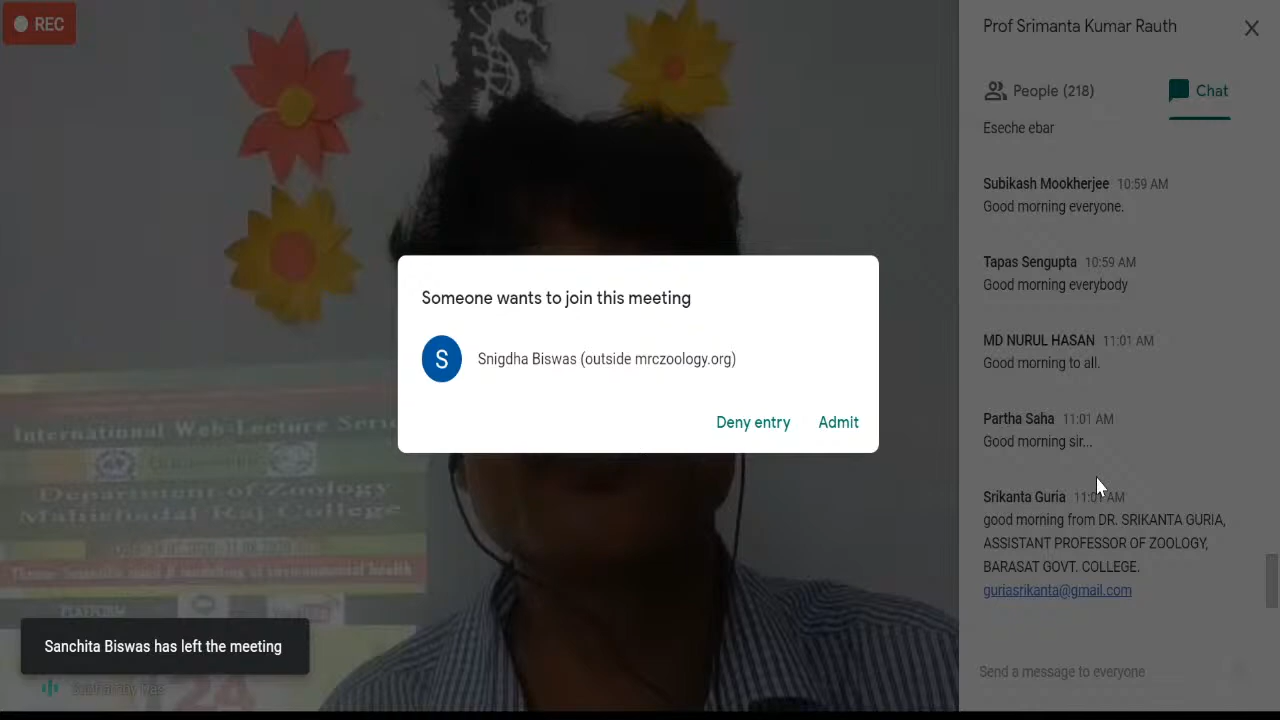 REC
Prof Srimanta Kumar Rauth
People (218)
Chat
Eseche ebar
Subikash Mookherjee 10:59 AM
Good morning everyone.
Tapas Sengupta 10:59 AM
Good morning everybody
MD NURUL HASAN 11:01 AM
Good morning to all.
Partha Saha 11:01 AM
Good morning sir...
Srikanta Guria 11:01 AM
good morning from DR. SRIKANTA GURIA,
ASSISTANT PROFESSOR OF ZOOLOGY,
BARASAT GOVT. COLLEGE.
guriasrikanta@gmail.com
Send a message to everyone
Someone wants to join this meeting
S
Snigdha Biswas (outside mrczoology.org)
Deny entry
Admit
International Web-Lecture
Department of Zoology
Mahishadal Raj College
PLATFORM
Sanchita Biswas has left the meeting
24